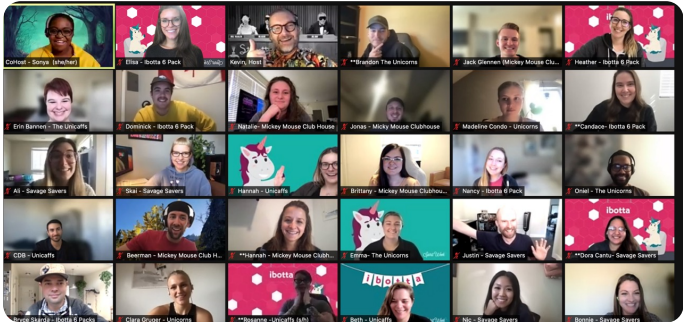 CoHost - Sonya (she/her)
Elisa - Ibotta 6 Pack
Kevin, Host
**Brandon The Unicorns
Jack Glennen (Mickey Mouse Clu...
ibotta
Heather - Ibotta 6 Pack
Erin Banneri - The Unicaffs
Dominick - Ibotta 6 Pack
Natalie- Mickey Mouse Club House
Jonas - Micky Mouse Clubhouse
Madeline Condo - Unicorns
**Candace- Ibotta 6 Pack
Ali - Savage Savers
Skai - Savage Savers
Hannah - Unicaffs
Brittany - Mickey Mouse Clubhou...
Nancy - Ibotta 6 Pack
Oniel - The Unicorns
ibotta
CDB - Unicaffs
Beerman - Mickey Mouse Club H...
**Hannah - Mickey Mouse Clubh...
Emma- The Unicorns
Justin - Savage Savers
**Dora Cantu- Savage Savers
ibotta
ibotta
Bryce Skarda - Ibotta 6 Packs
Clara Gruger - Unicorns
**Rosanne -Unicaffs (s/h)
Beth - Unicaffs
Nic - Savage Savers
Bonnie - Savage Savers